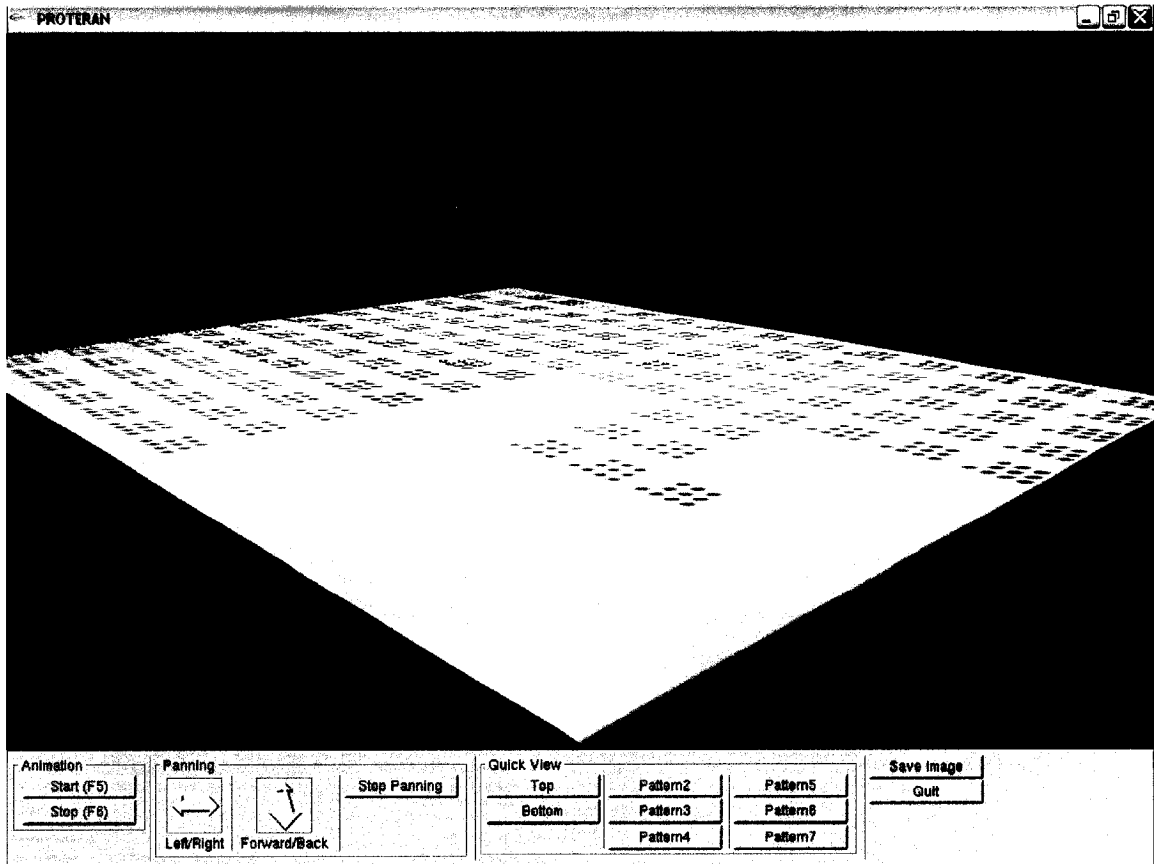 PROTERAN
Animation
Start (F5)
Stop (F6)
Panning
Left/Right
Forward/Back
Stop Panning
Quick View
Top
Bottom
Pattern2
Pattern3
Pattern4
Pattern5
Pattern6
Pattern7
Save Image
Quit